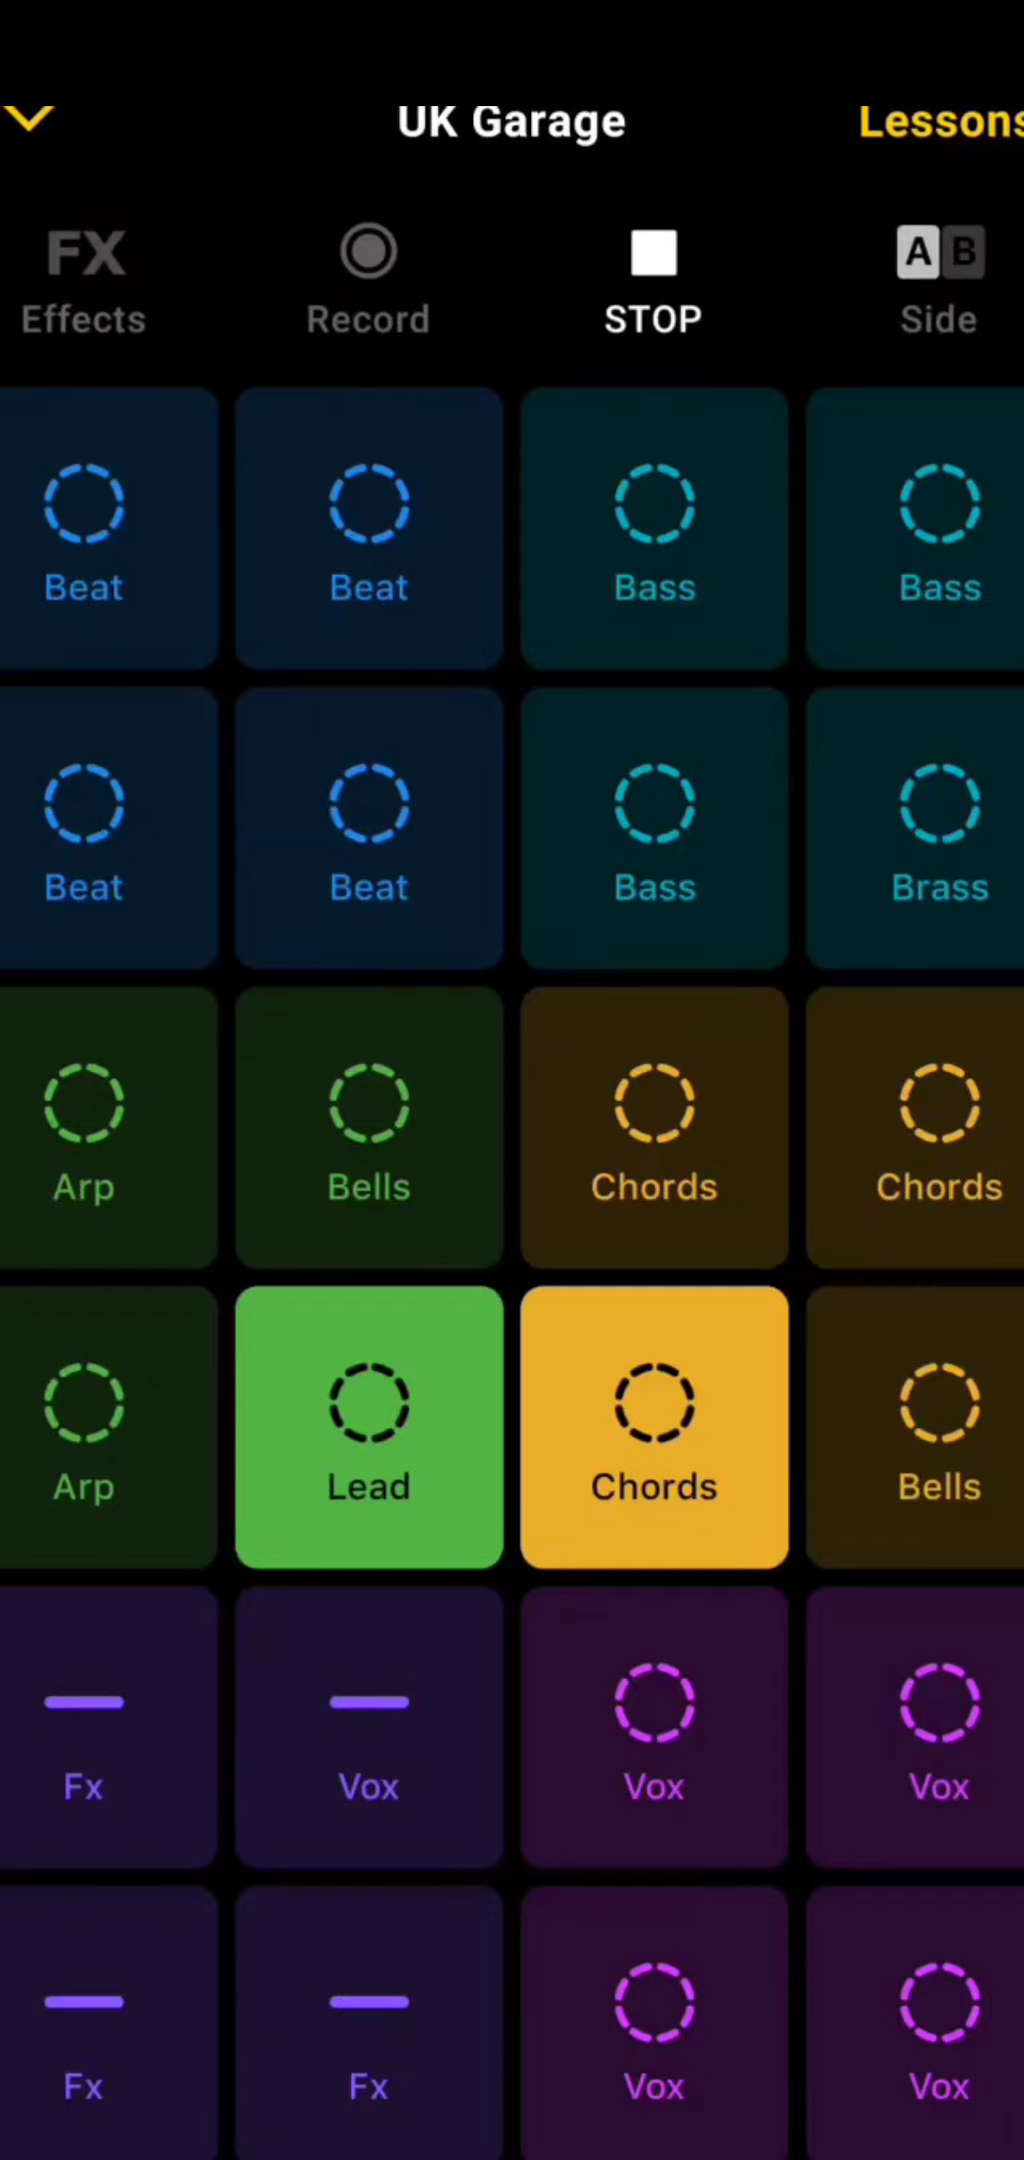 UK Garage
Lessons
FX
Effects
Record
STOP
A B
Side
Beat
Beat
Bass
Bass
Beat
Beat
Bass
Brass
Arp
Bells
Chords
Chords
Arp
Lead
Chords
Bells
Fx
Vox
Vox
Vox
Fx
Fx
Vox
Vox